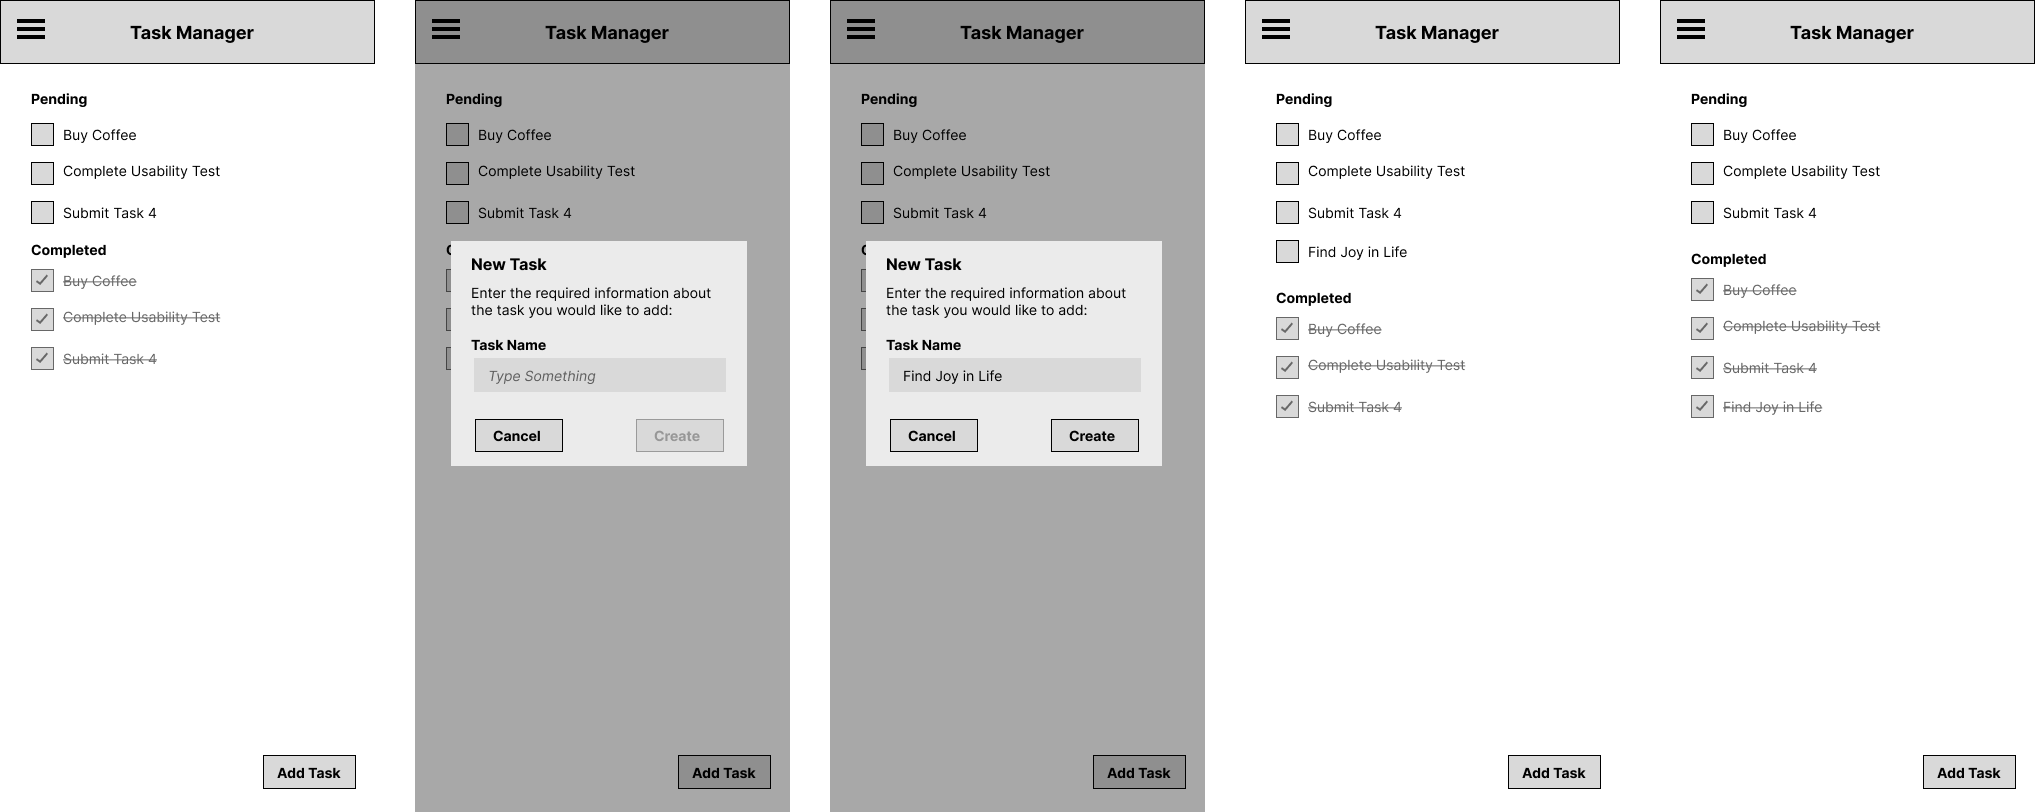 Task Manager
Pending
Buy Coffee
Complete Usability Test
Submit Task 4
Completed
Buy Coffee
Complete Usability Test
Submit Task 4
Add Task
Task Manager
Pending
Buy Coffee
Complete Usability Test
Submit Task 4
New Task
Enter the required information about
the task you would like to add:
Task Name
Type Something
Cancel
Create
Add Task
Task Manager
Pending
Buy Coffee
Complete Usability Test
Submit Task 4
New Task
Enter the required information about
the task you would like to add:
Task Name
Find Joy in Life
Cancel
Create
Add Task
Task Manager
Pending
Buy Coffee
Complete Usability Test
Submit Task 4
Find Joy in Life
Completed
Buy Coffee
Complete Usability Test
Submit Task 4
Add Task
Task Manager
Pending
Buy Coffee
Complete Usability Test
Submit Task 4
Completed
Buy Coffee
Complete Usability Test
Submit Task 4
Find Joy in Life
Add Task